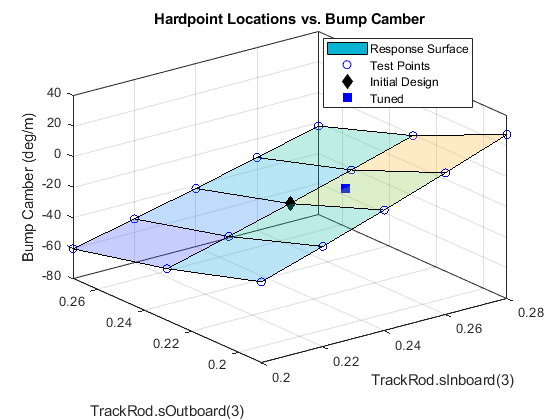 Hardpoint Locations vs. Bump Camber
Response Surface
Test Points
Initial Design
Tuned
Bump Camber (deg/m)
40
20
0
-20
-40
-60
-80
0.26
0.24
0.22
0.2
0.2
0.22
0.24
0.26
0.28
TrackRod.sInboard(3)
TrackRod.sOutboard(3)